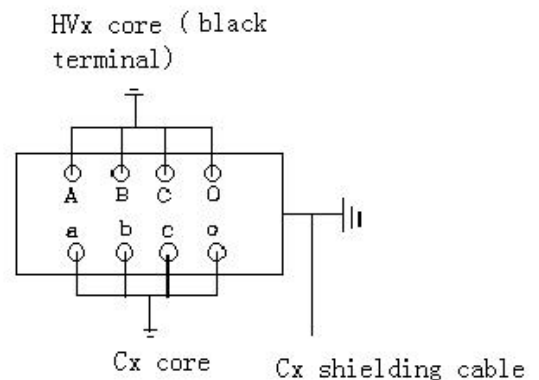 HVx core ( black
terminal)
A B C O
a b c o
Cx core
Cx shielding cable